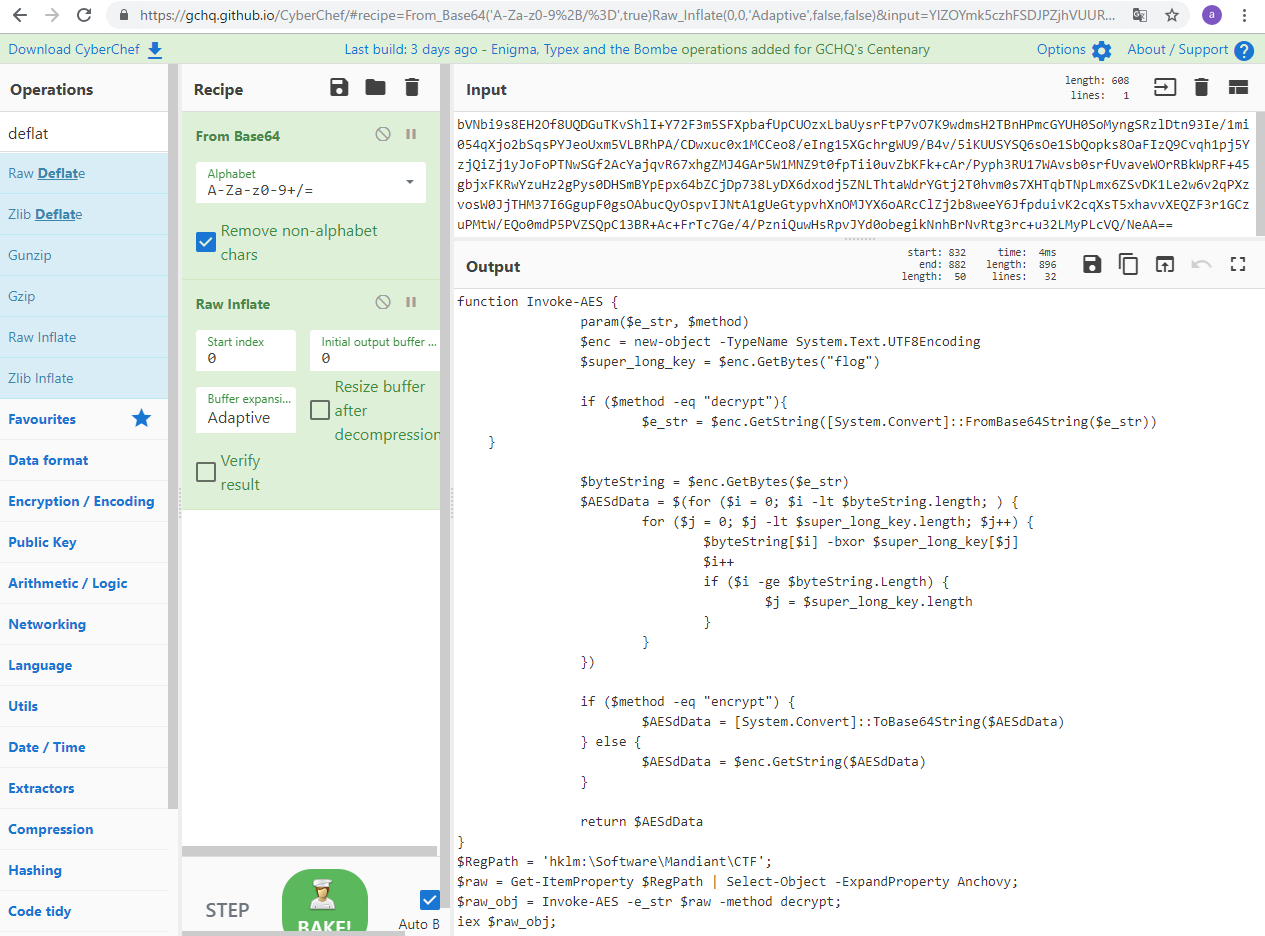 https://gchq.github.io/CyberChef/#recipe=From_Base64('A-Za-z0-9%2B/%3D',true)Raw_Inflate(0,0,'Adaptive',false,false)&input=YlZOYmk5czhFSDJPZjhVUUR...
a
Download CyberChef
Last build: 3 days ago - Enigma, Typex and the Bombe operations added for GCHQ's Centenary
Options
About / Support
Operations
deflat
Raw Deflate
Zlib Deflate
Gunzip
Gzip
Raw Inflate
Zlib Inflate
Favourites
Data format
Encryption / Encoding
Public Key
Arithmetic / Logic
Networking
Language
Utils
Date / Time
Extractors
Compression
Hashing
Code tidy
Recipe
From Base64
Alphabet
A-Za-z0-9+/=
Remove non-alphabet
chars
Raw Inflate
Start index
0
Initial output buffer ...
0
Buffer expansi...
Adaptive
Resize buffer
after
decompression
Verify
result
STEP
BAKE!
Auto B
Input
length: 608
lines: 1
bVNbi9s8EH2Of8UQDGuTKvShlI+Y72F3m5SFXpbafUpCUOzxLbaUysrFtP7vO7K9wdmsH2TBnHPmcGYUH0SoMyngSRzlDtn93Ie/1mi
054qXjo2bSqsPYJeoUxm5VLBRhPA/CDwxuc0x1MCCeo8/eIng15XGchrgWU9/B4v/5iKUUSYSQ6sOe1SbQopks8OaFIzQ9Cvqh1pj5Y
zjQiZj1yJoFoPTNwSGf2AcYajqvR67xhgZMJ4GAr5W1MNZ9t0fpTii0uvZbKFk+cAr/Pyph3RU17WAvsb0srfUvaveWOrRBkWpRF+45
gbjxFKRwYzuHz2gPys0DHSmBYpEpx64bZCjDp738LyDX6dxodj5ZNLThtaWdrYGtj2T0hvm0s7XHTqbTNpLmx6ZSvDK1Le2w6v2qPXz
vosW0JjTHM37I6GgupF0gsOAbucQyOspvIJNtA1gUeGtypvhXnOMJYX6oARcClZj2b8weeY6JfpduivK2cqXsT5xhavvXEQZF3r1GCz
uPMtW/EQo0mdP5PVZSQpC13BR+Ac+FrTc7Ge/4/PzniQuwHsRpvJYd0obegikNnhBrNvRtg3rc+u32LMyPLcVQ/NeAA==
Output
start: 832
end: 882
length: 50
time: 4ms
length: 896
lines: 32
function Invoke-AES {
param($e_str, $method)
$enc = new-object -TypeName System.Text.UTF8Encoding
$super_long_key = $enc.GetBytes("flog")
if ($method -eq "decrypt"){
$e_str = $enc.GetString([System.Convert]::FromBase64String($e_str))
}
$byteString = $enc.GetBytes($e_str)
$AESdData = $(for ($i = 0; $i -lt $byteString.length; ) {
for ($j = 0; $j -lt $super_long_key.length; $j++) {
$byteString[$i] -bxor $super_long_key[$j]
$i++
if ($i -ge $byteString.Length) {
$j = $super_long_key.length
}
}
})
if ($method -eq "encrypt") {
$AESdData = [System.Convert]::ToBase64String($AESdData)
} else {
$AESdData = $enc.GetString($AESdData)
}
return $AESdData
}
$RegPath = 'hklm:\Software\Mandiant\CTF';
$raw = Get-ItemProperty $RegPath | Select-Object -ExpandProperty Anchovy;
$raw_obj = Invoke-AES -e_str $raw -method decrypt;
iex $raw_obj;